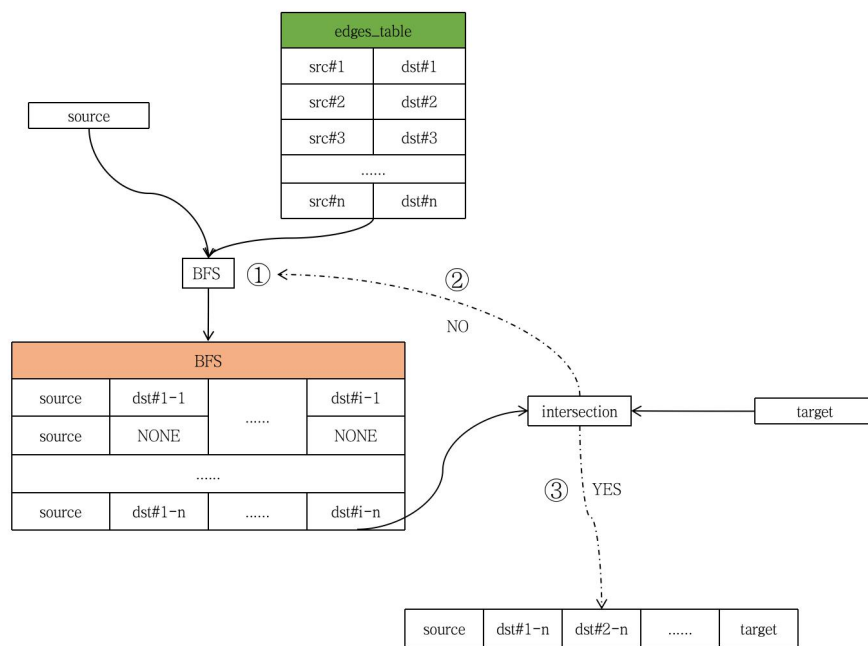 edges_table
src#1 dst#1
src#2 dst#2
src#3 dst#3
......
src#n dst#n
source
BFS ①
②
NO
BFS
source dst#1-1 ...... dst#i-1
source NONE NONE
......
source dst#1-n ...... dst#i-n
intersection
target
③ YES
source dst#1-n dst#2-n ...... target